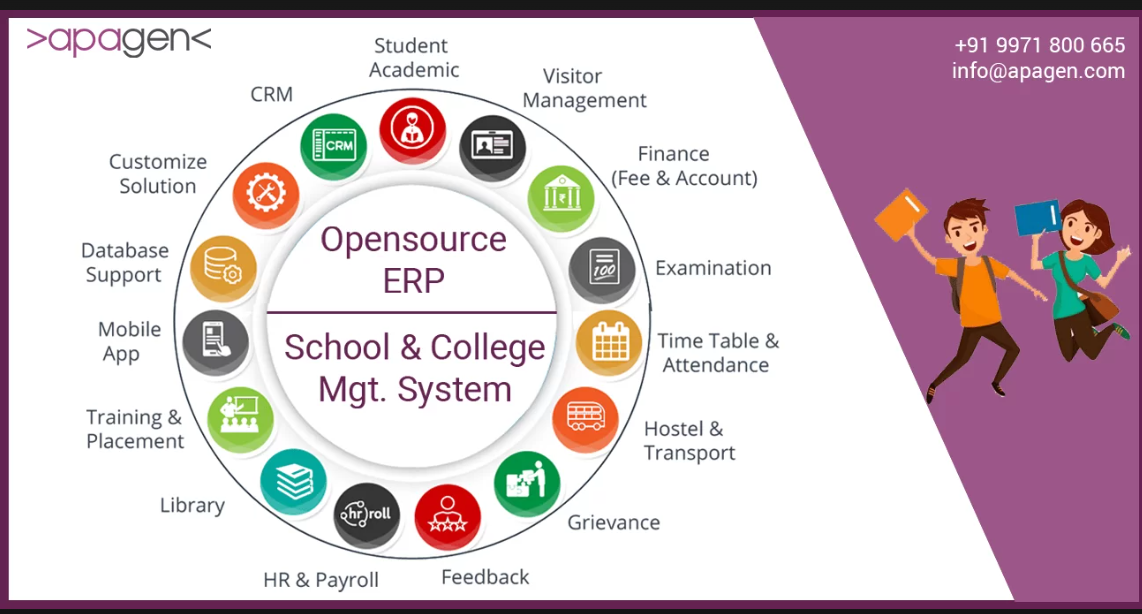 >apagen<
+91 9971 800 665
info@apagen.com
Student
Academic
Visitor
Management
Finance
(Fee & Account)
Examination
Time Table &
Attendance
Hostel &
Transport
Grievance
Feedback
HR & Payroll
Library
Training &
Placement
Mobile
App
Database
Support
Customize
Solution
CRM
CRM
100
hr)roll
Opensource
ERP
School & College
Mgt. System